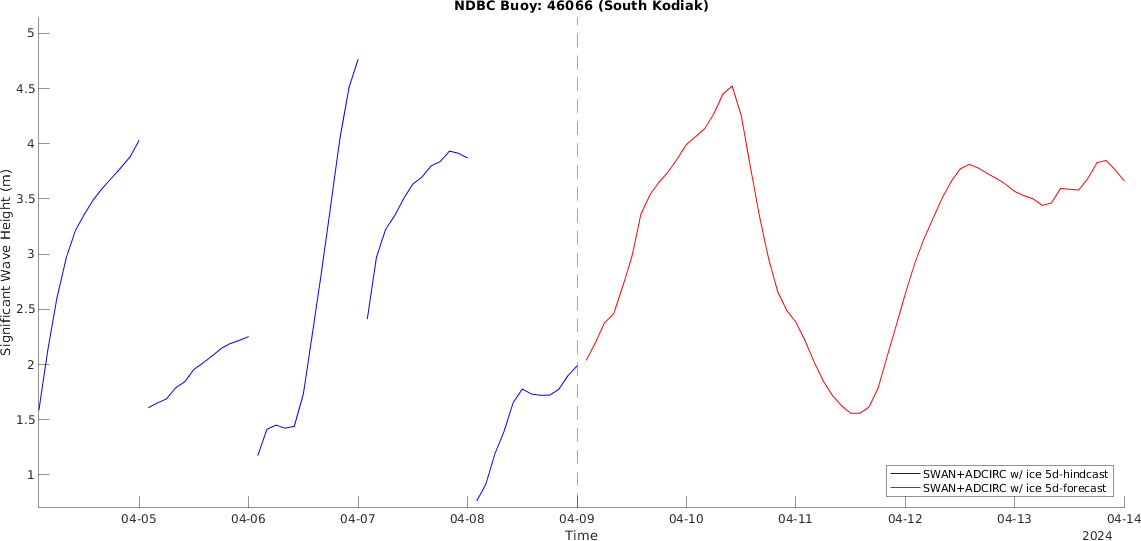 NDBC Buoy: 46066 (South Kodiak)
Significant Wave Height (m)
5
4.5
4
3.5
3
2.5
2
1.5
1
04-05 04-06 04-07 04-08 04-09 04-10 04-11 04-12 04-13 04-14
Time
2024
SWAN+ADCIRC w/ ice 5d-hindcast
SWAN+ADCIRC w/ ice 5d-forecast